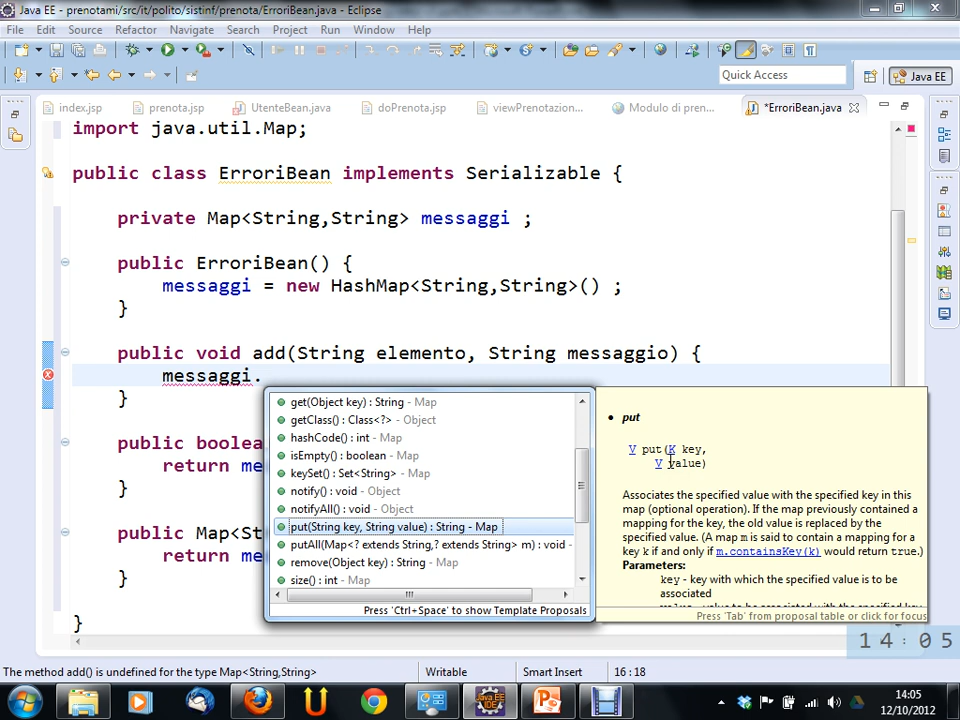 Java EE - prenotami/src/it/polito/sistinf/prenota/ErroriBean.java - Eclipse
File Edit Source Refactor Navigate Search Project Run Window Help
Quick Access
Java EE
index.jsp prenota.jsp UtenteBean.java doPrenota.jsp viewPrenotazion... Modulo di pren... *ErroriBean.java
import java.util.Map;
public class ErroriBean implements Serializable {
private Map<String,String> messaggi ;
public ErroriBean() {
messaggi = new HashMap<String,String>() ;
}
public void add(String elemento, String messaggio) {
messaggi.
}
public boolea
return me
}
public Map<S
return me
}
}
get(Object key) : String - Map
getClass() : Class<?> - Object
hashCode() : int - Map
isEmpty() : boolean - Map
keySet() : Set<String> - Map
notify() : void - Object
notifyAll() : void - Object
put(String key, String value) : String - Map
putAll(Map<? extends String,? extends String> m) : void -
remove(Object key) : String - Map
size() : int - Map
Press 'Ctrl+Space' to show Template Proposals
put
V put(K key,
V value)
Associates the specified value with the specified key in this
map (optional operation). If the map previously contained a
mapping for the key, the old value is replaced by the
specified value. (A map m is said to contain a mapping for a
key k if and only if m.containsKey(k) would return true.)
Parameters:
key - key with which the specified value is to be
associated
Press 'Tab' from proposal table or click for focus
14:05
The method add() is undefined for the type Map<String,String> Writable Smart Insert 16 : 18
Java EE
IDE
14:05
12/10/2012